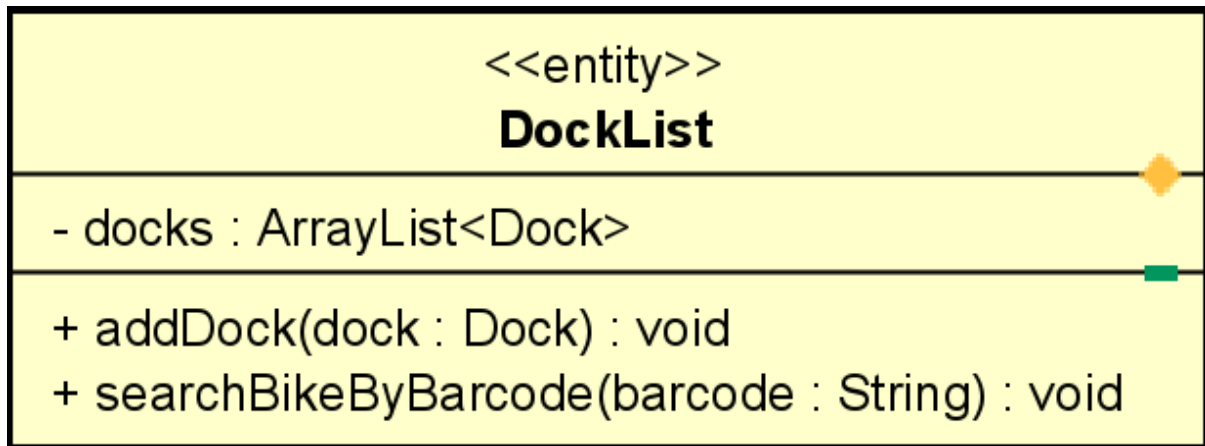 <<entity>>
DockList
- docks : ArrayList<Dock>
+ addDock(dock : Dock) : void
+ searchBikeByBarcode(barcode : String) : void